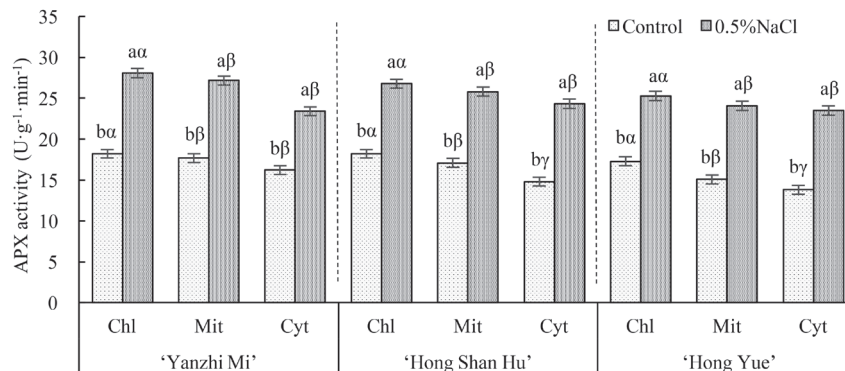 APX activity (U·g⁻¹·min⁻¹)
35
30
25
20
15
10
5
0
Control 0.5%NaCl
bα aα bβ aβ bβ aβ
bα aα bβ aβ bγ aβ
bα aα bβ aβ bγ aβ
Chl Mit Cyt Chl Mit Cyt Chl Mit Cyt
‘Yanzhi Mi’ ‘Hong Shan Hu’ ‘Hong Yue’